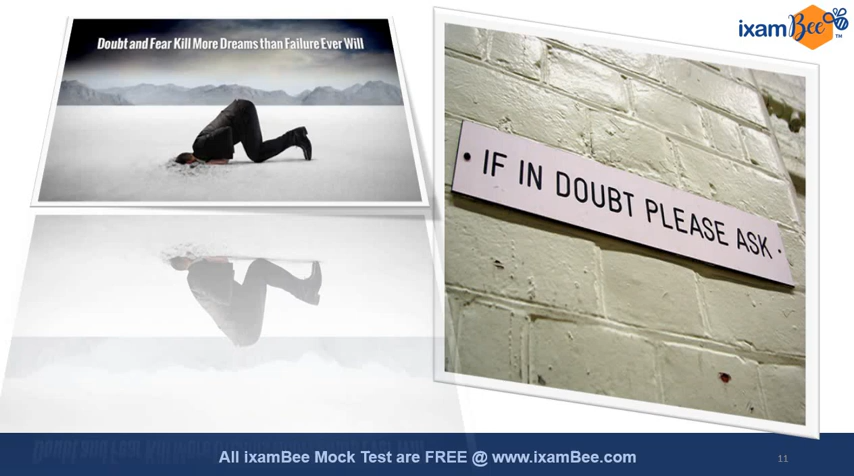 Doubt and Fear Kill More Dreams than Failure Ever Will
ixamBee™
IF IN DOUBT PLEASE ASK
All ixamBee Mock Test are FREE @ www.ixamBee.com
11